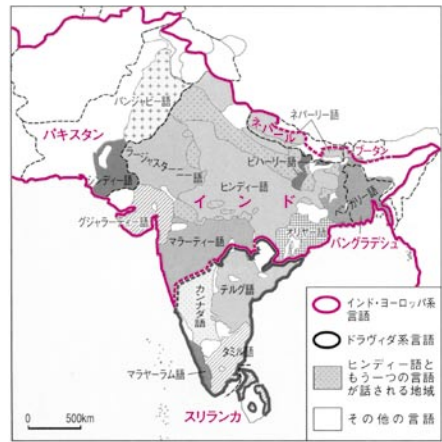 パンジャビー語
パキスタン
ネパーリー語
ネパール
ブータン
ラージャスターニー語
ビハーリー語
ンディー語
ヒンディー語
ベンガリー語
インド
グジャラーティー語
オリヤー語
バングラデシュ
マラーティー語
カンナダ語
テルグ語
タミル語
マラヤーラム語
スリランカ
0 500km
インド・ヨーロッパ系
言語
ドラヴィダ系言語
ヒンディー語と
もう一つの言語
が話される地域
その他の言語